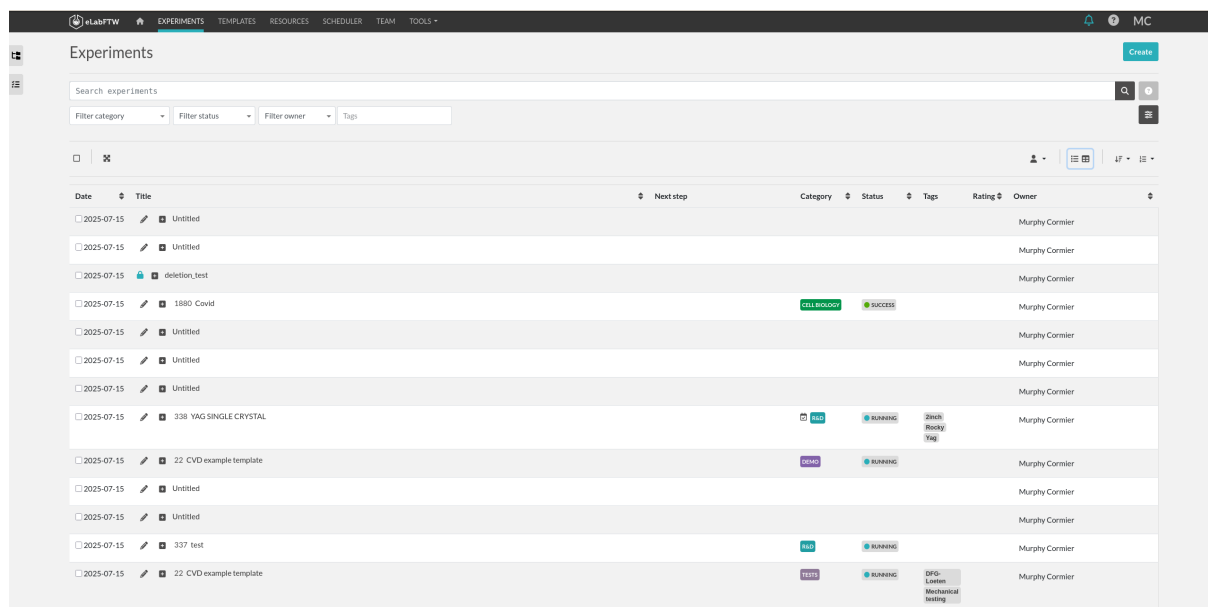 eLabFTW EXPERIMENTS TEMPLATES RESOURCES SCHEDULER TEAM TOOLS MC
Experiments Create
Search experiments
Filter category Filter status Filter owner Tags
Date Title Next step Category Status Tags Rating Owner
2025-07-15 Untitled Murphy Cormier
2025-07-15 Untitled Murphy Cormier
2025-07-15 deletion_test Murphy Cormier
2025-07-15 1880 Covid CELL BIOLOGY SUCCESS Murphy Cormier
2025-07-15 Untitled Murphy Cormier
2025-07-15 Untitled Murphy Cormier
2025-07-15 Untitled Murphy Cormier
2025-07-15 338 YAG SINGLE CRYSTAL R&D RUNNING 2inch Murphy Cormier
Rocky
Yag
2025-07-15 22 CVD example template DEMO RUNNING Murphy Cormier
2025-07-15 Untitled Murphy Cormier
2025-07-15 Untitled Murphy Cormier
2025-07-15 337 test R&D RUNNING Murphy Cormier
2025-07-15 22 CVD example template TESTS RUNNING DFG- Murphy Cormier
Loeten
Mechanical
testing